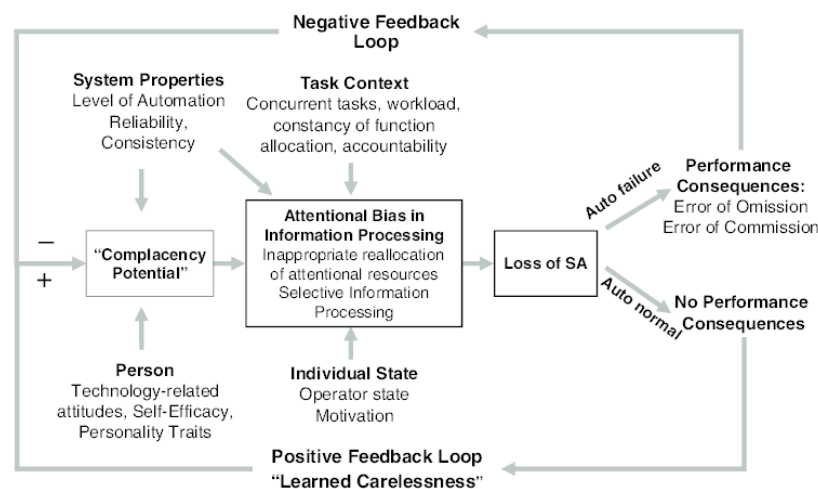 Negative Feedback
Loop
System Properties
Level of Automation
Reliability,
Consistency
Task Context
Concurrent tasks, workload,
constancy of function
allocation, accountability
Auto failure
Performance
Consequences:
Error of Omission
Error of Commission
–
+
“Complacency
Potential”
Attentional Bias in
Information Processing
Inappropriate reallocation
of attentional resources
Selective Information
Processing
Loss of SA
Auto normal
No Performance
Consequences
Person
Technology-related
attitudes, Self-Efficacy,
Personality Traits
Individual State
Operator state
Motivation
Positive Feedback Loop
“Learned Carelessness”